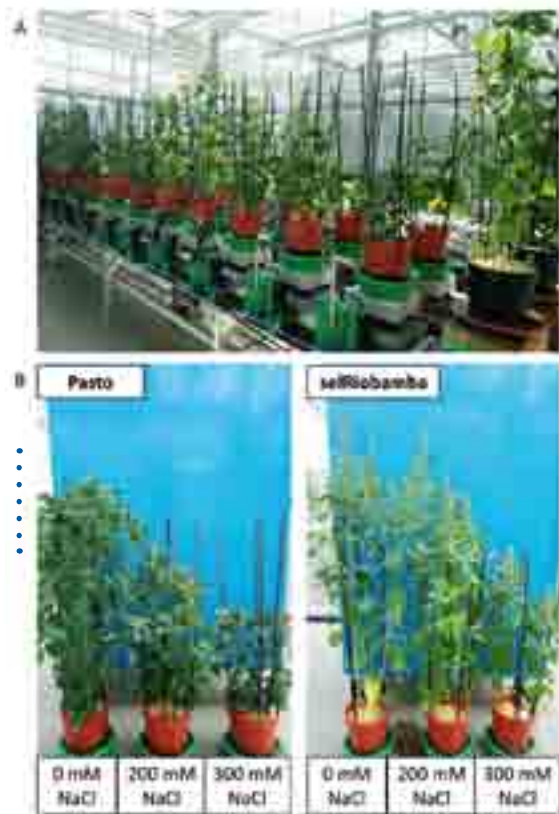 A
B
Pasto
selRiobamba
0 mM NaCl
200 mM NaCl
300 mM NaCl
0 mM NaCl
200 mM NaCl
300 mM NaCl